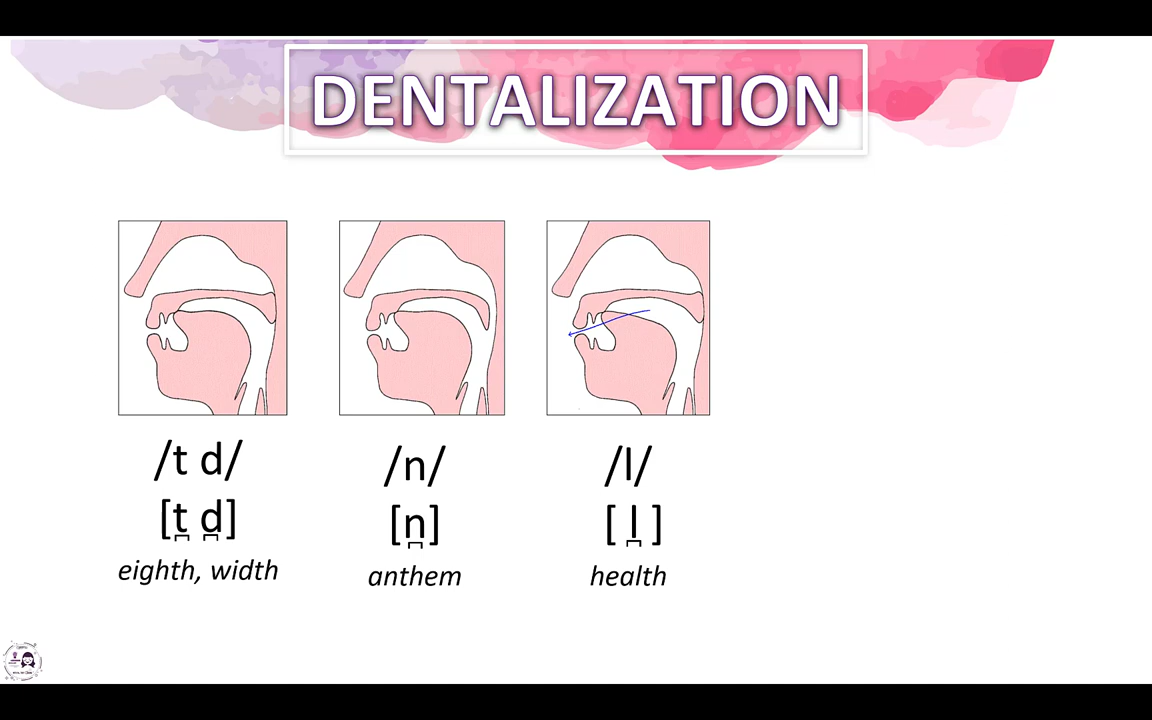 DENTALIZATION
/t d/
[t̪ d̪]
eighth, width
/n/
[n̪]
anthem
/l/
[ l̪ ]
health